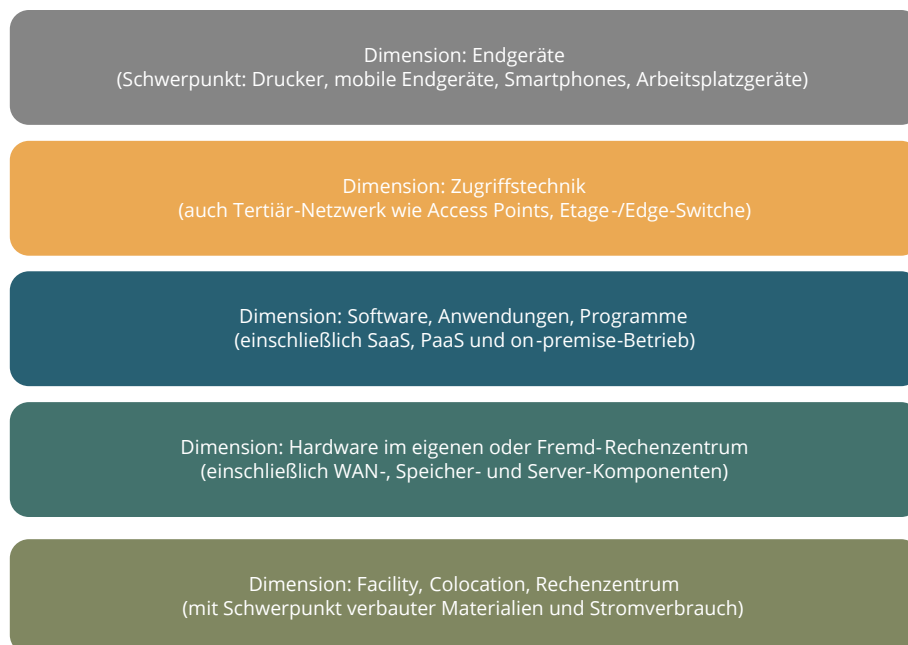 Dimension: Endgeräte
(Schwerpunkt: Drucker, mobile Endgeräte, Smartphones, Arbeitsplatzgeräte)
Dimension: Zugriffstechnik
(auch Tertiär-Netzwerk wie Access Points, Etage-/Edge-Switche)
Dimension: Software, Anwendungen, Programme
(einschließlich SaaS, PaaS und on-premise-Betrieb)
Dimension: Hardware im eigenen oder Fremd-Rechenzentrum
(einschließlich WAN-, Speicher- und Server-Komponenten)
Dimension: Facility, Colocation, Rechenzentrum
(mit Schwerpunkt verbauter Materialien und Stromverbrauch)